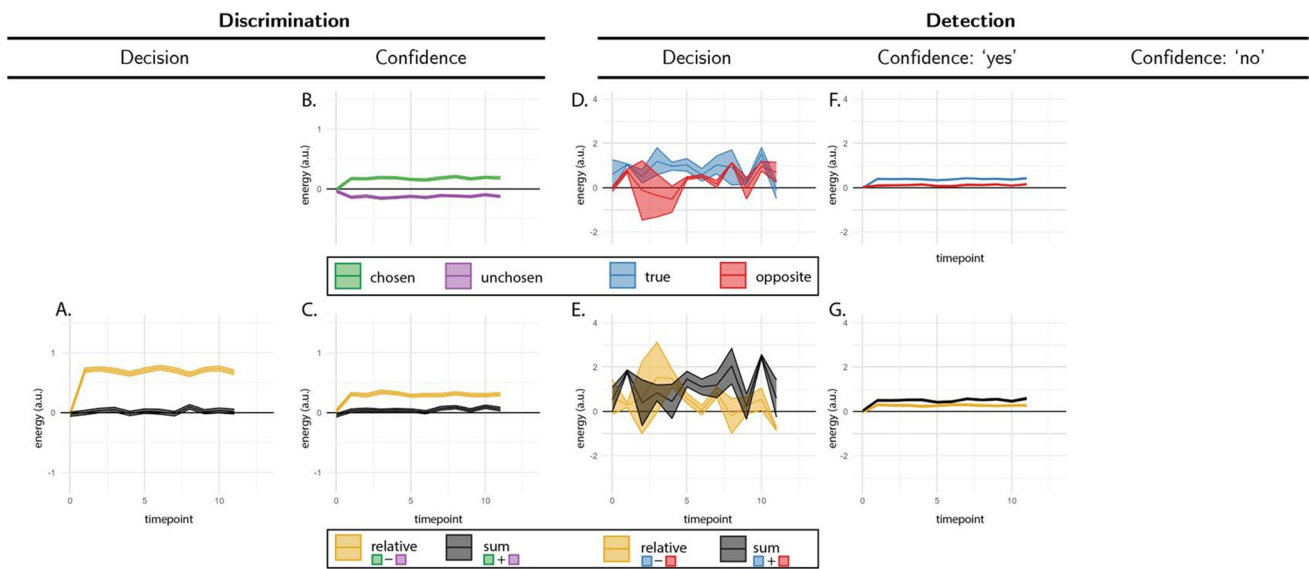 Discrimination Detection
Decision Confidence Decision Confidence: ‘yes’ Confidence: ‘no’
B. D. F.
energy (a.u.) 1 0
energy (a.u.) 4 2 0 -2
energy (a.u.) 4 2 0 -2
timepoint
chosen unchosen true opposite
A. C. E. G.
energy (a.u.) 1 0 -1
energy (a.u.) 1 0 -1
energy (a.u.) 4 2 0 -2
energy (a.u.) 4 2 0 -2
0 5 10 0 5 10 0 5 10 0 5 10
timepoint timepoint timepoint timepoint
relative sum relative sum
− + − +